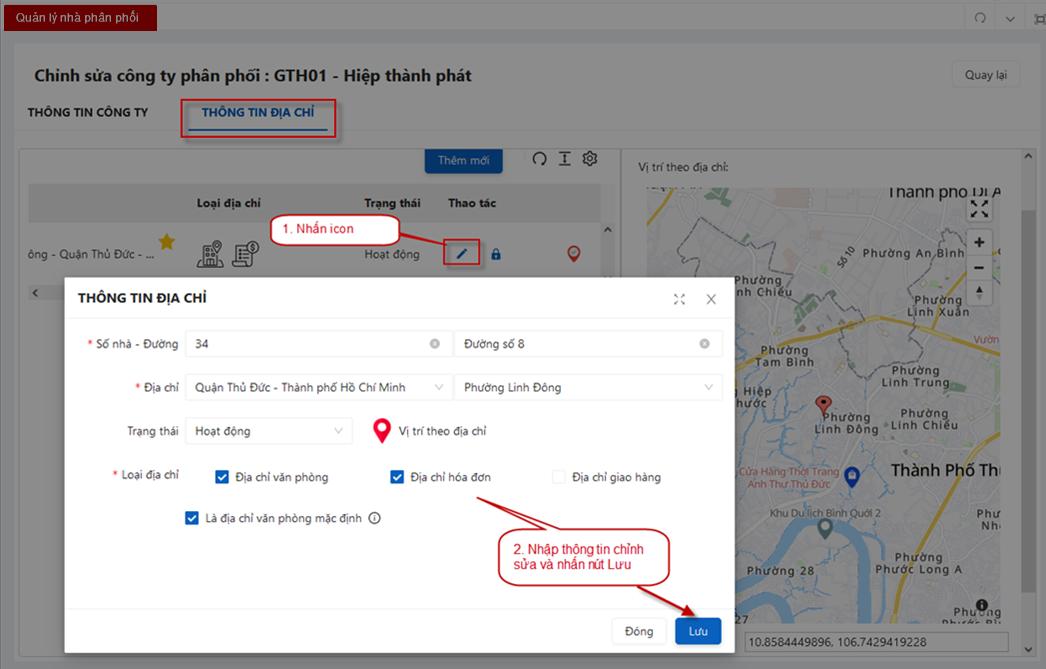 Quản lý nhà phân phối
Chỉnh sửa công ty phân phối : GTH01 - Hiệp thành phát
Quay lại
THÔNG TIN CÔNG TY
THÔNG TIN ĐỊA CHỈ
Thêm mới
Loại địa chỉ
Trạng thái
Thao tác
1. Nhấn icon
ông - Quận Thủ Đức - ...
Hoạt động
THÔNG TIN ĐỊA CHỈ
* Số nhà - Đường
34
Đường số 8
* Địa chỉ
Quận Thủ Đức - Thành phố Hồ Chí Minh
Phường Linh Đông
Trạng thái
Hoạt động
Vị trí theo địa chỉ
* Loại địa chỉ
Địa chỉ văn phòng
Địa chỉ hóa đơn
Địa chỉ giao hàng
Là địa chỉ văn phòng mặc định
2. Nhập thông tin chỉnh
sửa và nhấn nút Lưu
Đóng
Lưu
Vị trí theo địa chỉ:
Thành phố Dĩ A
Số 10
Phường An Bình
Phường
nh Chiểu
Phường
Linh Xuân
Vườn
Phường
Tam Bình
Phường
Linh Trung
g Hiệp
hước
Phường
Linh Đông
Phường
Linh Chiểu
Cửa Hàng Thời Trang
Anh Thư Thủ Đức
Thành Phố Th
Khu Du lịch Bình Quới 2
Phư
Nh
Phường 28
Phường
Phước Long A
Phường
Phước Bìn
27
10.8584449896, 106.7429419228